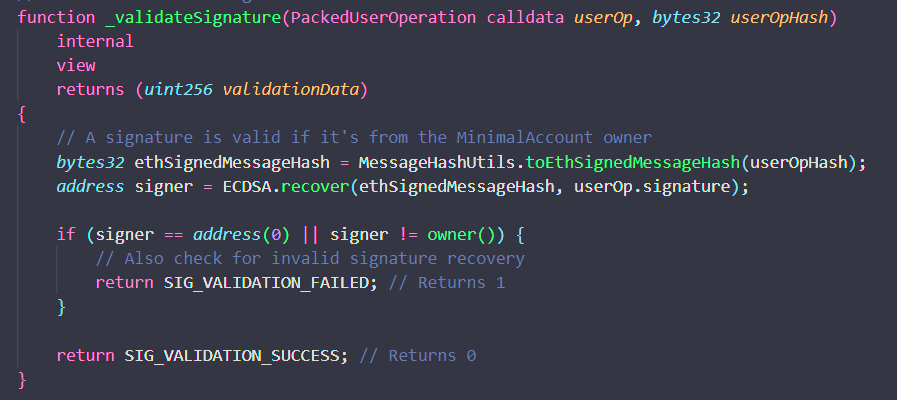 function _validateSignature(PackedUserOperation calldata userOp, bytes32 userOpHash)
    internal
    view
    returns (uint256 validationData)
{
    // A signature is valid if it's from the MinimalAccount owner
    bytes32 ethSignedMessageHash = MessageHashUtils.toEthSignedMessageHash(userOpHash);
    address signer = ECDSA.recover(ethSignedMessageHash, userOp.signature);

    if (signer == address(0) || signer != owner()) {
        // Also check for invalid signature recovery
        return SIG_VALIDATION_FAILED; // Returns 1
    }

    return SIG_VALIDATION_SUCCESS; // Returns 0
}